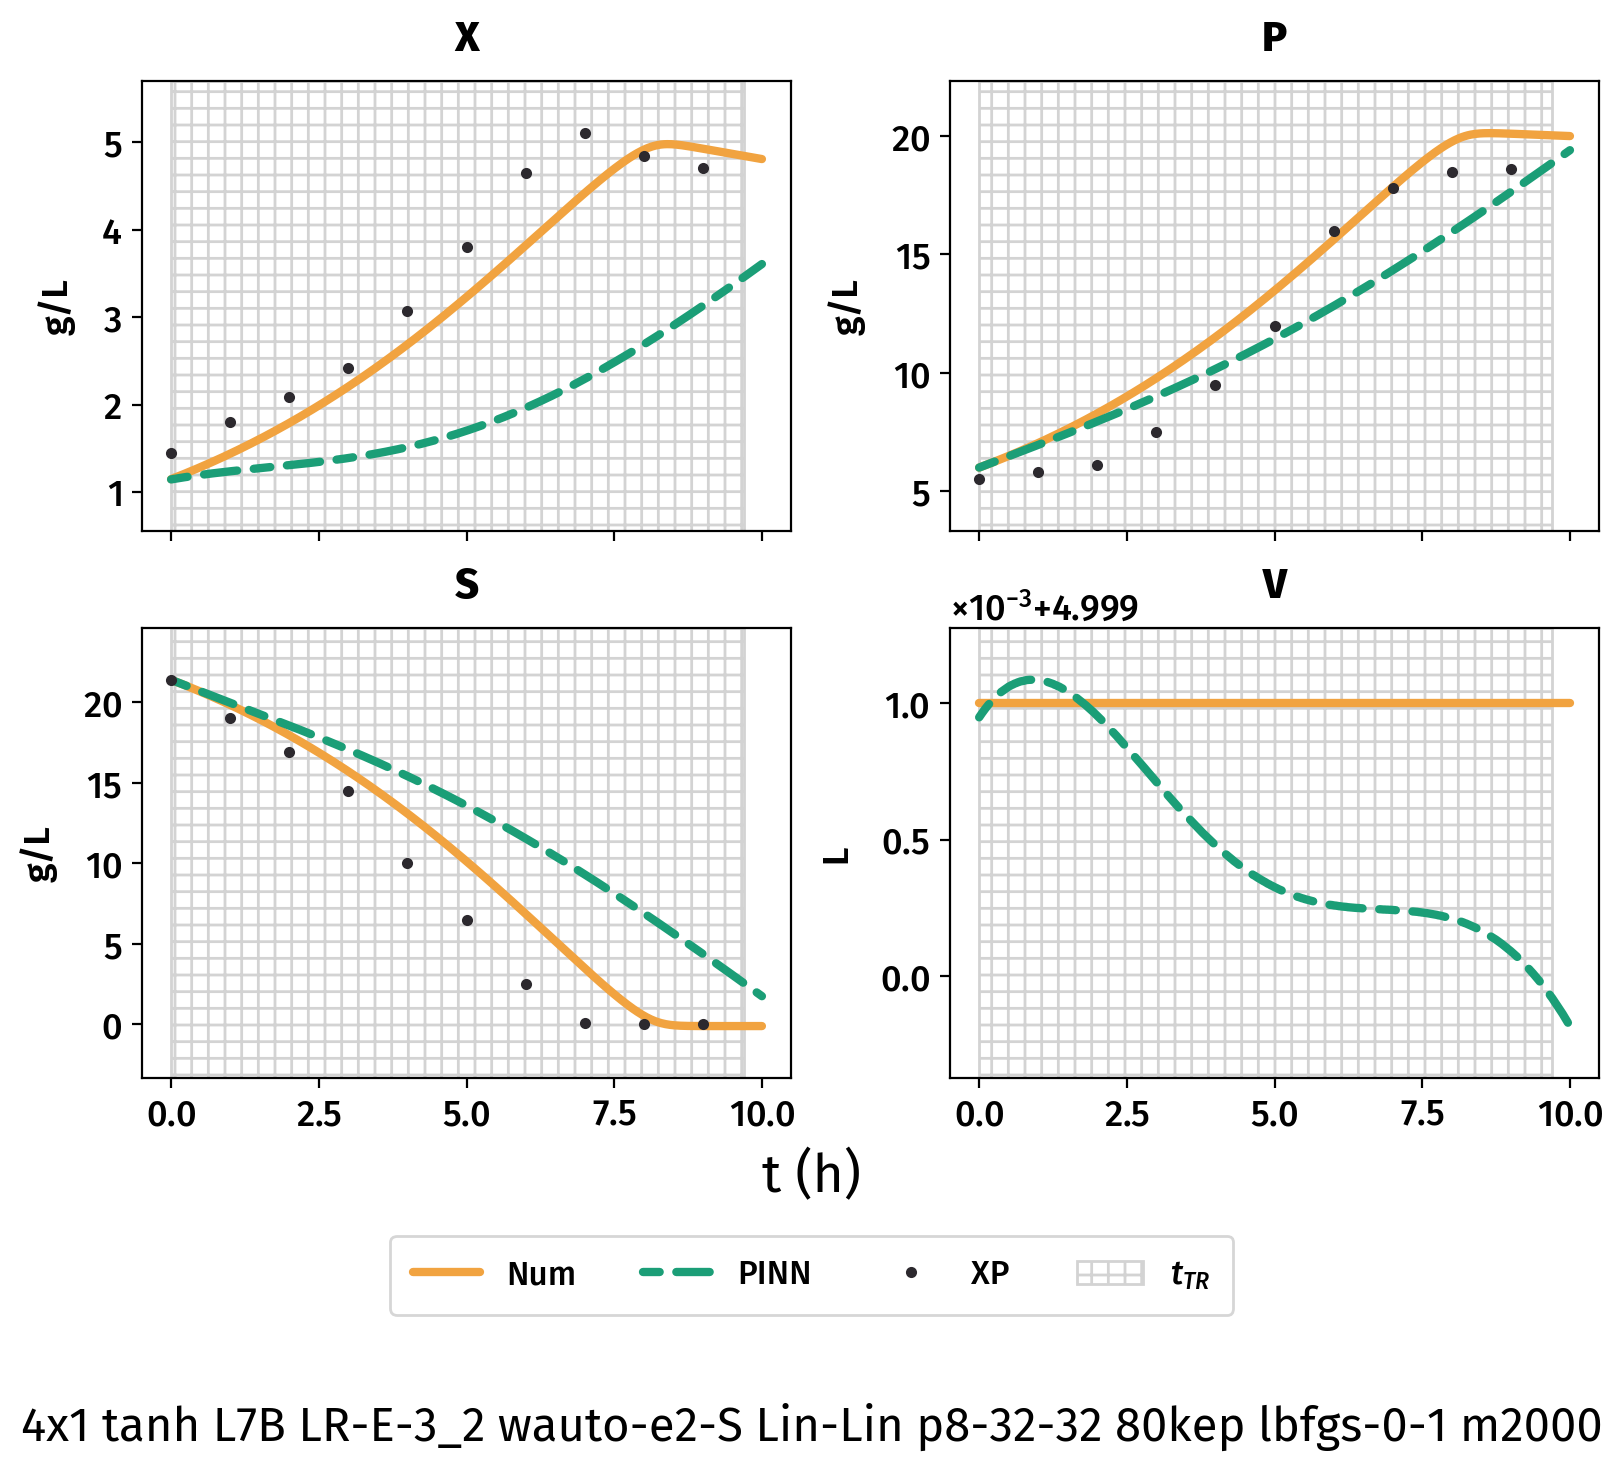 X
P
5
4
3
2
1
g/L
20
15
10
5
g/L
S
V
×10⁻³+4.999
20
15
10
5
0
g/L
1.0
0.5
0.0
L
0.0 2.5 5.0 7.5 10.0
0.0 2.5 5.0 7.5 10.0
t (h)
Num PINN XP t_TR
4x1 tanh L7B LR-E-3_2 wauto-e2-S Lin-Lin p8-32-32 80kep lbfgs-0-1 m2000